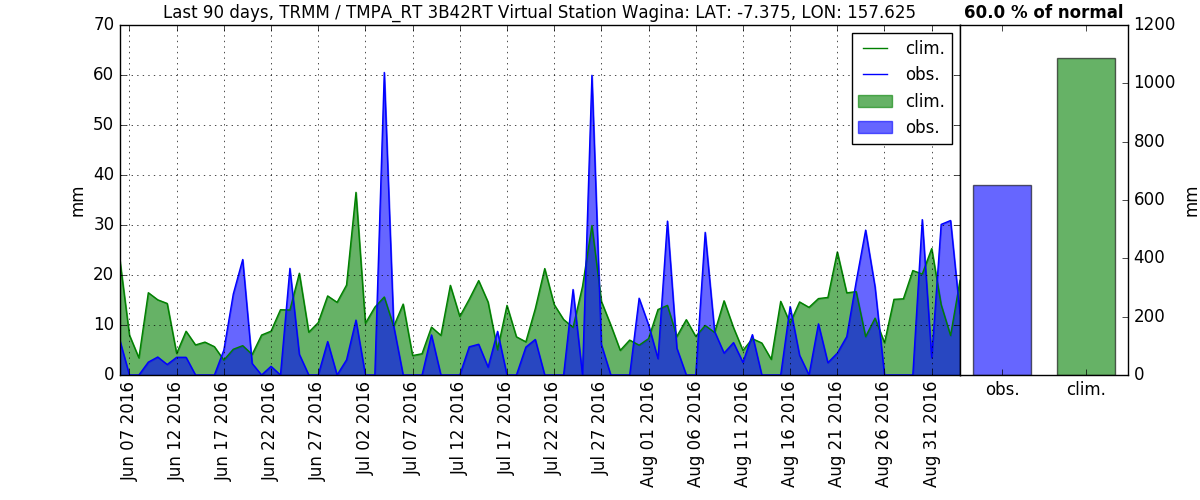 Last 90 days, TRMM / TMPA_RT 3B42RT Virtual Station Wagina: LAT: -7.375, LON: 157.625
60.0 % of normal
70
60
50
40
30
20
10
0
mm
clim.
obs.
clim.
obs.
1200
1000
800
600
400
200
0
mm
Jun 07 2016
Jun 12 2016
Jun 17 2016
Jun 22 2016
Jun 27 2016
Jul 02 2016
Jul 07 2016
Jul 12 2016
Jul 17 2016
Jul 22 2016
Jul 27 2016
Aug 01 2016
Aug 06 2016
Aug 11 2016
Aug 16 2016
Aug 21 2016
Aug 26 2016
Aug 31 2016
obs.
clim.